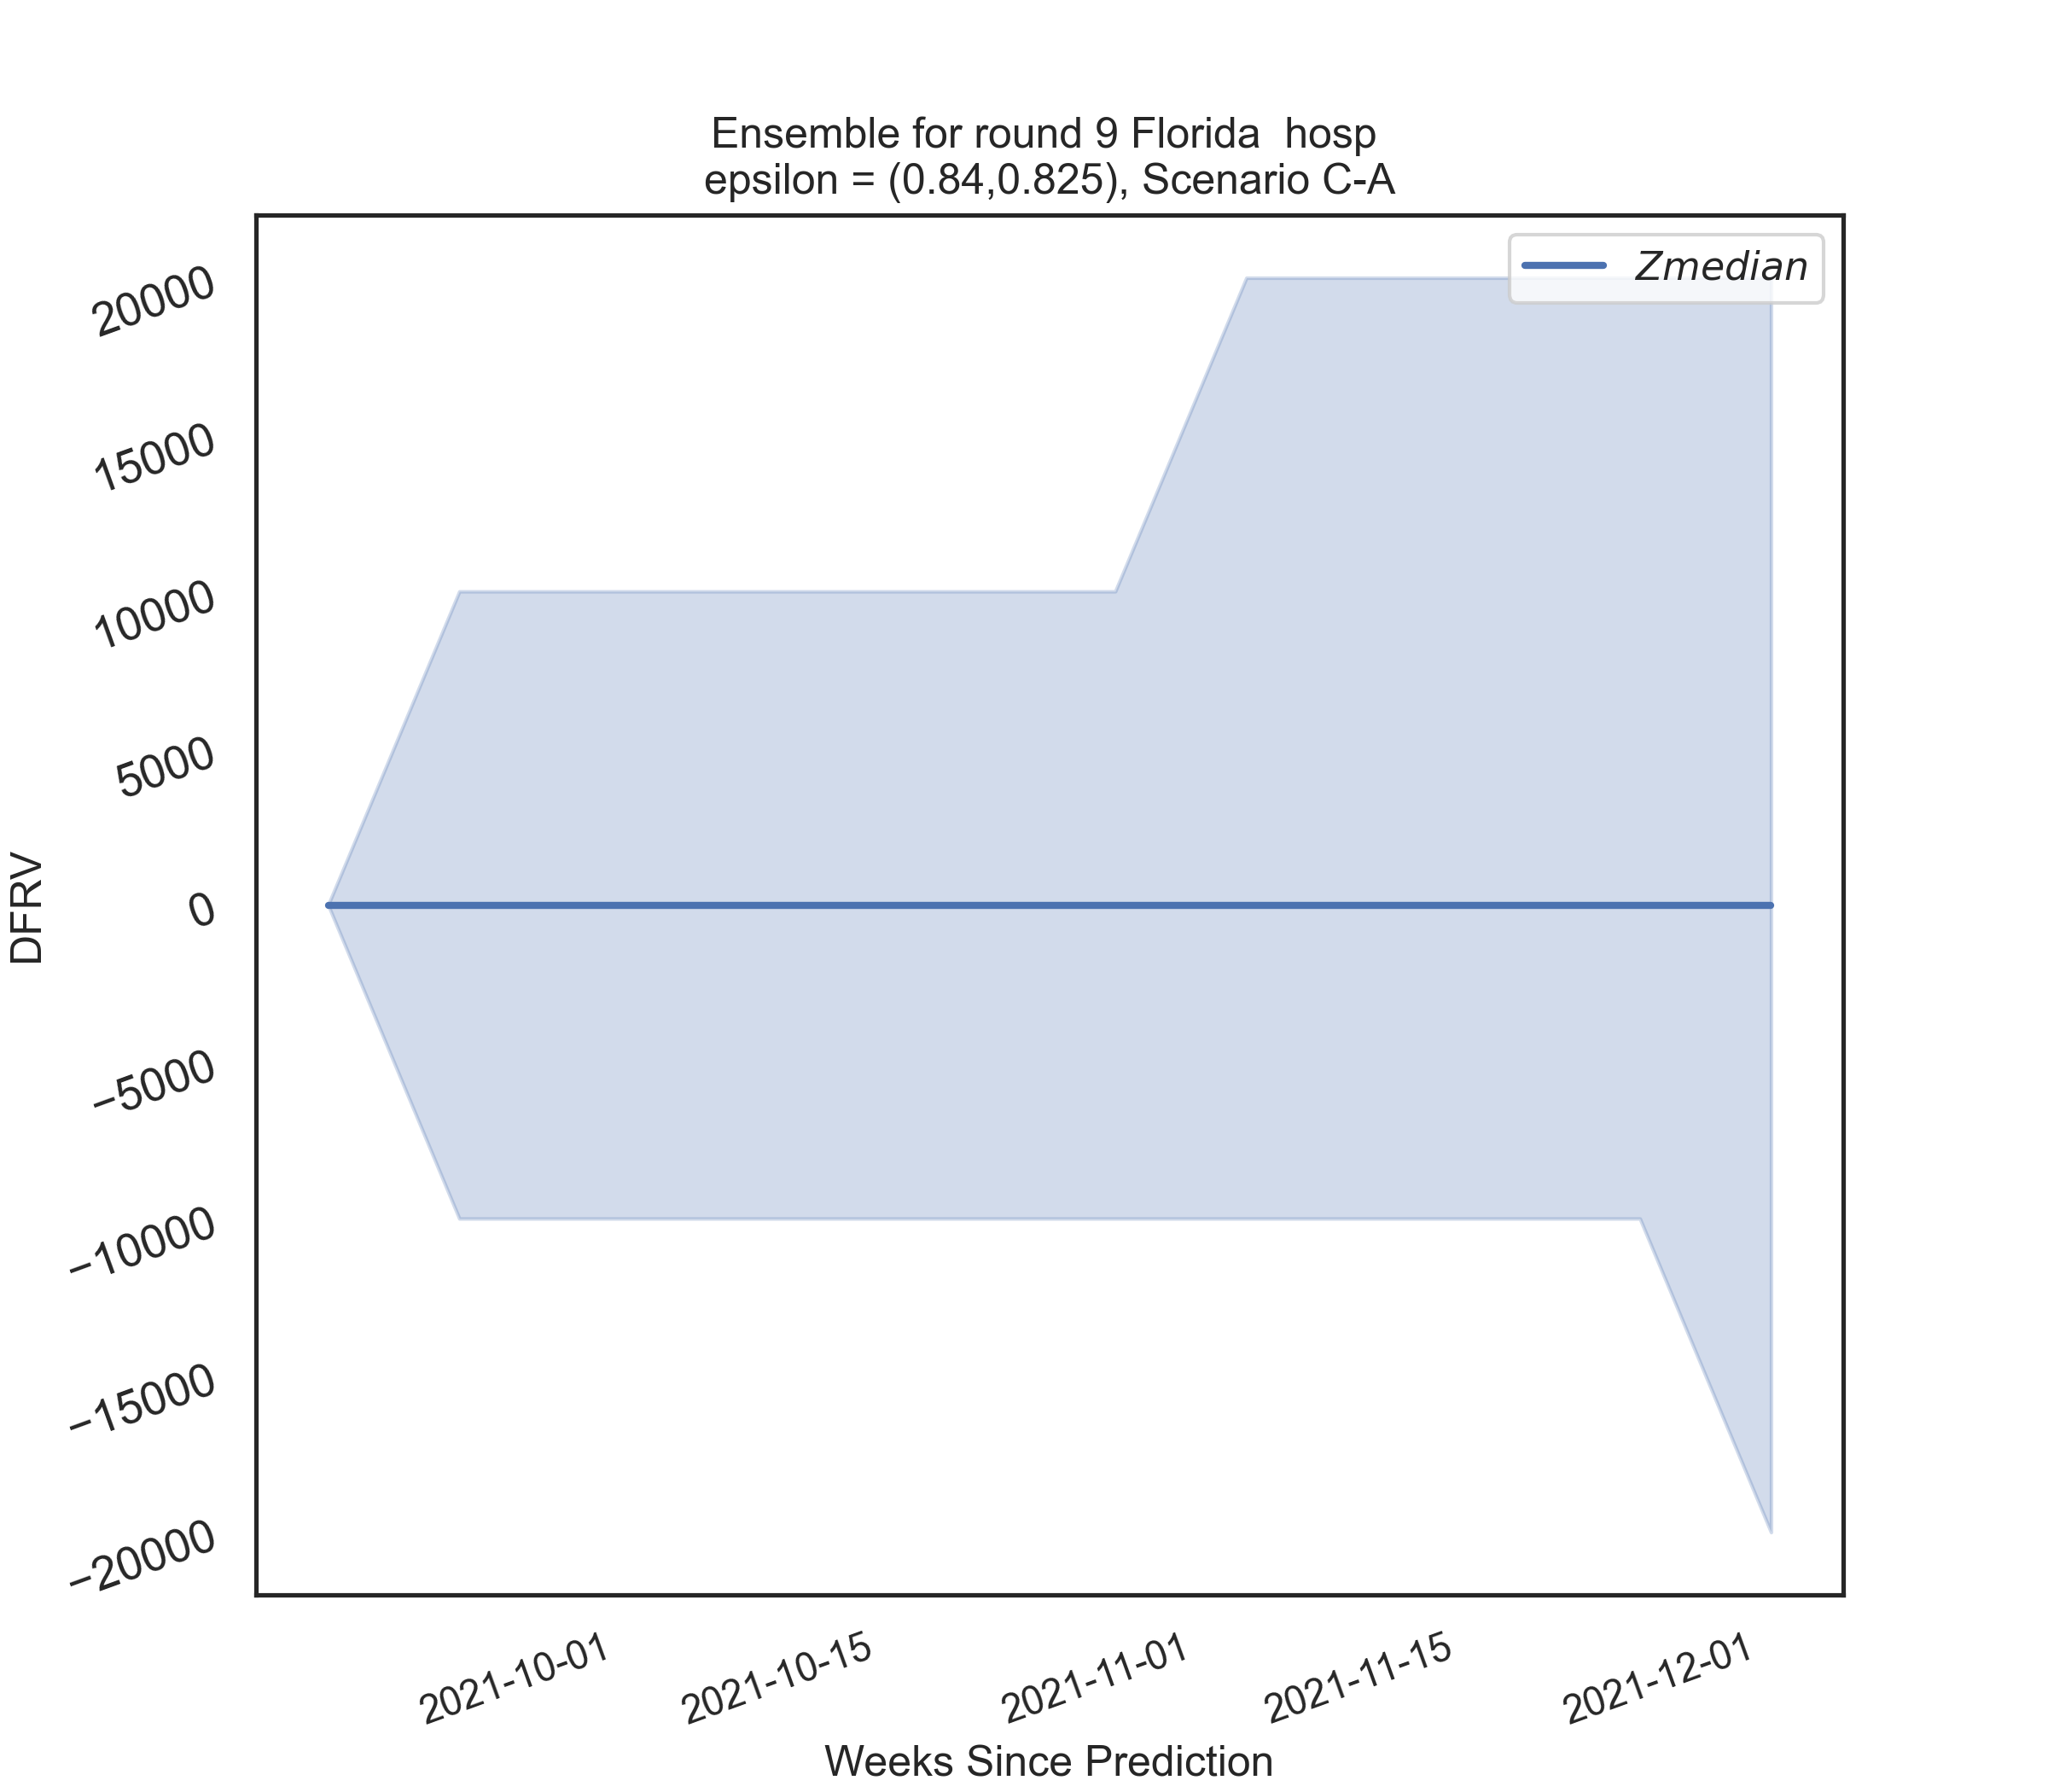 Ensemble for round 9 Florida  hosp
epsilon = (0.84,0.825), Scenario C-A
Zmedian
20000
15000
10000
5000
0
−5000
−10000
−15000
−20000
DFRV
2021-10-01
2021-10-15
2021-11-01
2021-11-15
2021-12-01
Weeks Since Prediction